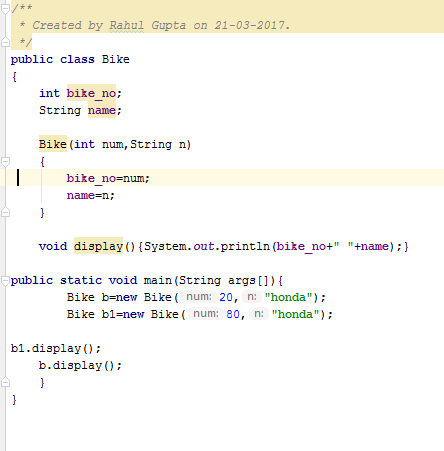 /**
* Created by Rahul Gupta on 21-03-2017.
*/
public class Bike
{
int bike_no;
String name;
Bike(int num,String n)
{
bike_no=num;
name=n;
}
void display(){System.out.println(bike_no+" "+name);}
public static void main(String args[]){
Bike b=new Bike( num: 20, n: "honda");
Bike b1=new Bike( num: 80, n: "honda");
b1.display();
b.display();
}
}